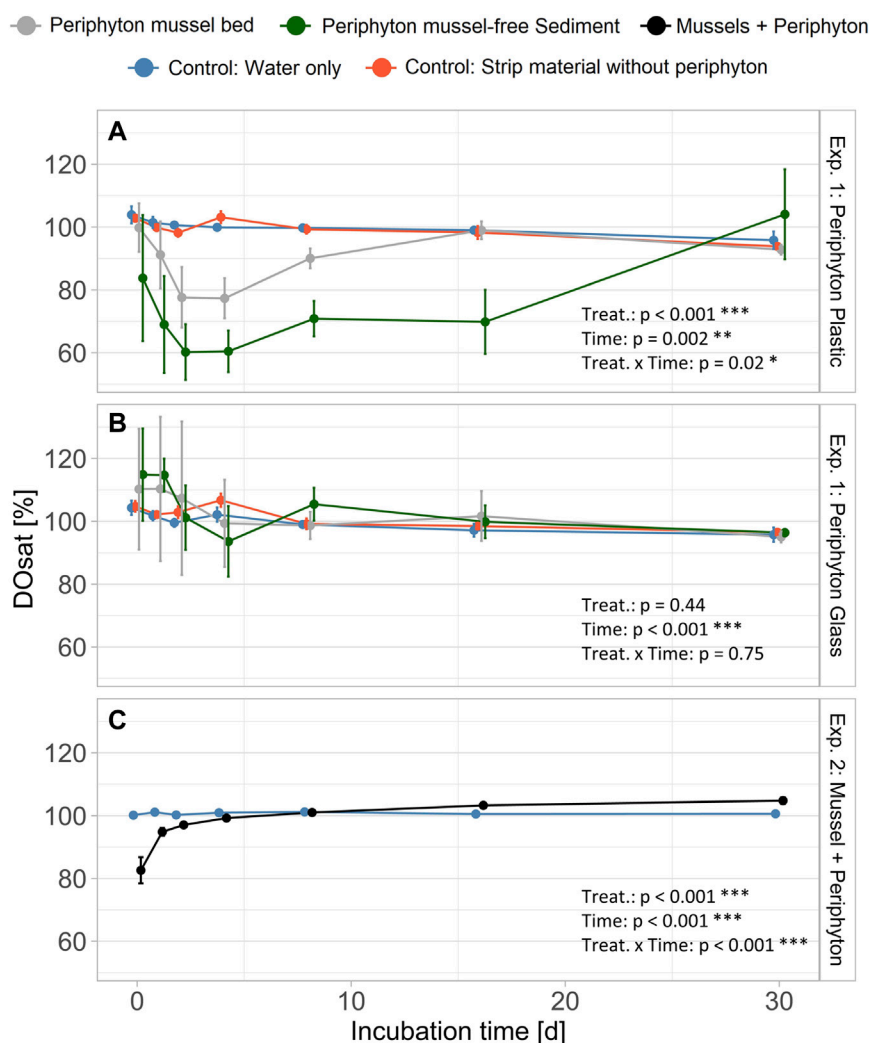 Periphyton mussel bed
Periphyton mussel-free Sediment
Mussels + Periphyton
Control: Water only
Control: Strip material without periphyton
A
120
100
80
60
Treat.: p < 0.001 ***
Time: p = 0.002 **
Treat. x Time: p = 0.02 *
Exp. 1: Periphyton Plastic
B
120
100
80
60
Treat.: p = 0.44
Time: p < 0.001 ***
Treat. x Time: p = 0.75
Exp. 1: Periphyton Glass
DOsat [%]
C
120
100
80
60
Treat.: p < 0.001 ***
Time: p < 0.001 ***
Treat. x Time: p < 0.001 ***
Exp. 2: Mussel + Periphyton
0 10 20 30
Incubation time [d]